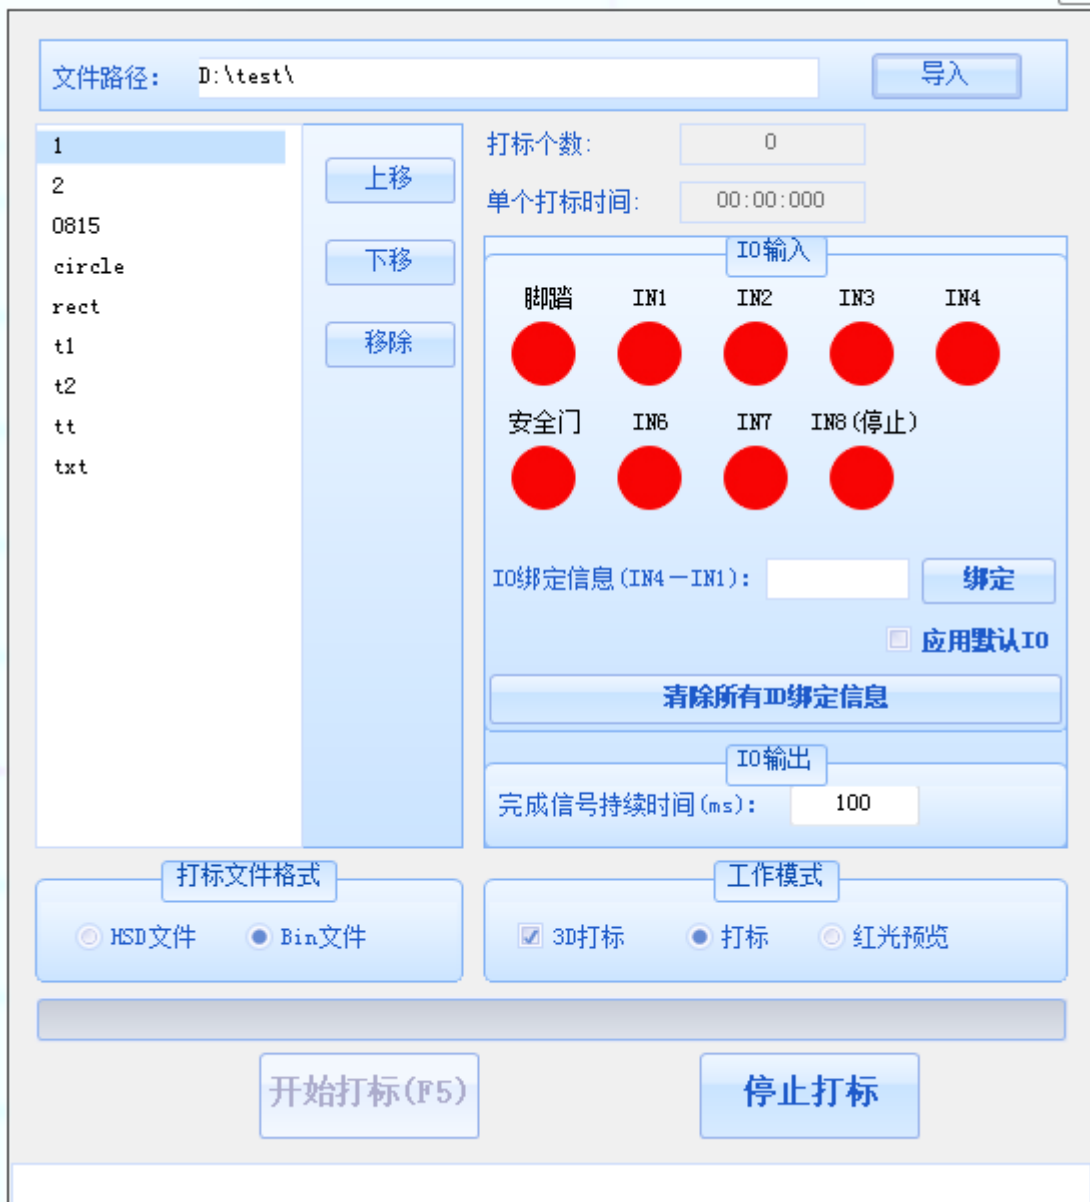 文件路径: D:\test\ 导入
1
2
0815
circle
rect
t1
t2
tt
txt
上移
下移
移除
打标个数: 0
单个打标时间: 00:00:000
IO输入
脚踏 IN1 IN2 IN3 IN4
安全门 IN6 IN7 IN8(停止)
IO绑定信息(IN4－IN1): 绑定
应用默认IO
清除所有IO绑定信息
IO输出
完成信号持续时间(ms): 100
打标文件格式
HSD文件 Bin文件
工作模式
3D打标 打标 红光预览
开始打标(F5) 停止打标